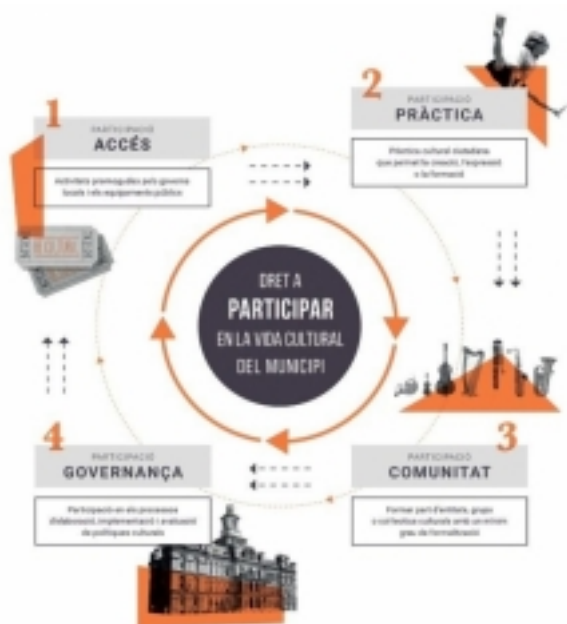 1
PARTICIPACIÓ
ACCÉS
Activitats promogudes pels governs
locals i els equipaments públics
2
PARTICIPACIÓ
PRÀCTICA
Pràctica cultural ciutadana
que permet la creació, l'expressió
o la formació
DRET A
PARTICIPAR
EN LA VIDA CULTURAL
DEL MUNICIPI
3
PARTICIPACIÓ
COMUNITAT
Formar part d'entitats, grups
o col·lectius culturals amb un mínim
grau de formalització
4
PARTICIPACIÓ
GOVERNANÇA
Participació en els processos
d'elaboració, implementació i avaluació
de polítiques culturals